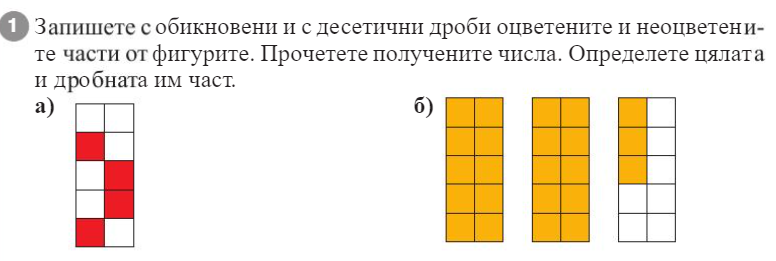 1 Запишете с обикновени и с десетични дроби оцветените и неоцветени-
те части от фигурите. Прочетете получените числа. Определете цялата
и дробната им част.
а) б)